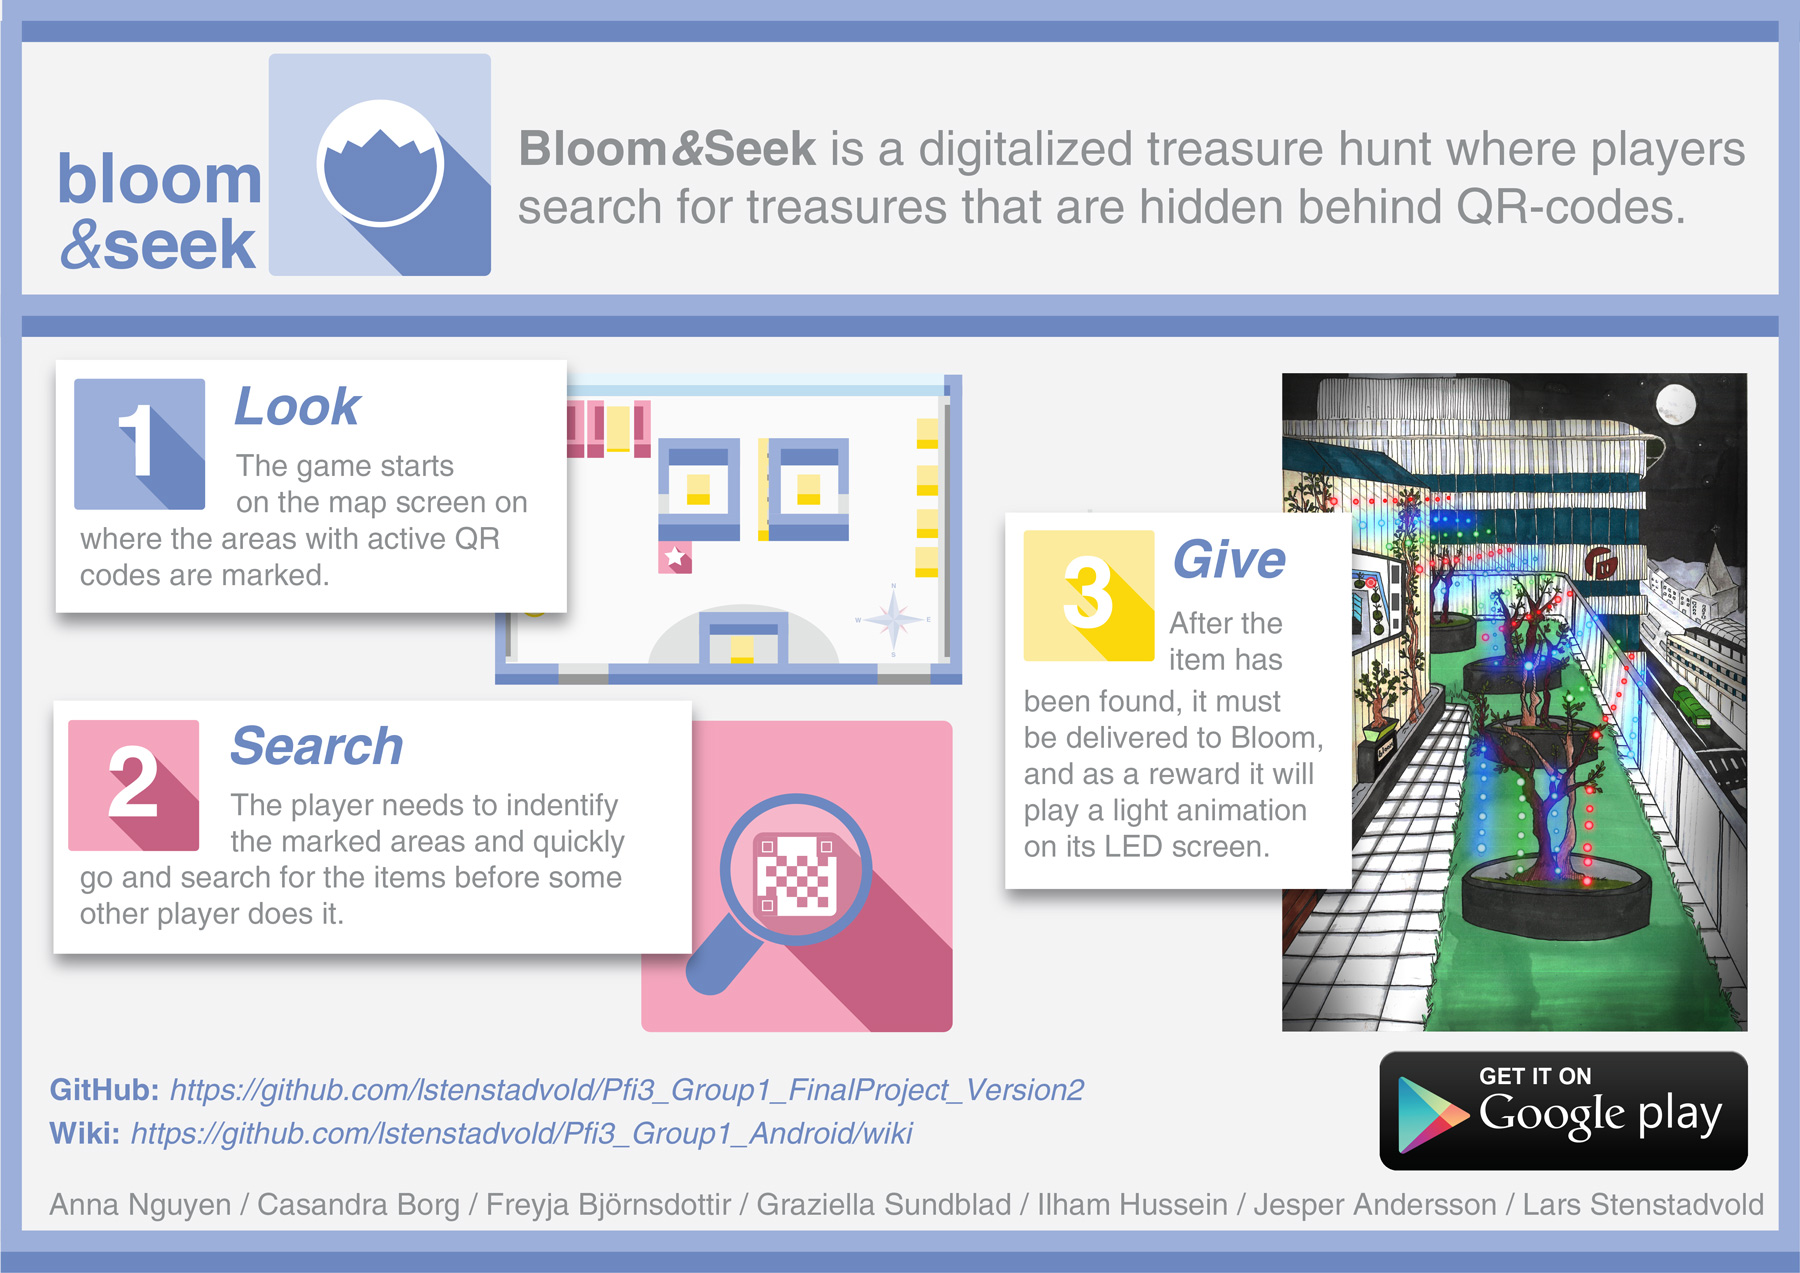 bloom
&seek
Bloom&Seek is a digitalized treasure hunt where players
search for treasures that are hidden behind QR-codes.
1
Look
The game starts
on the map screen on
where the areas with active QR
codes are marked.
N
W
E
S
2
Search
The player needs to indentify
the marked areas and quickly
go and search for the items before some
other player does it.
3
Give
After the
item has
been found, it must
be delivered to Bloom,
and as a reward it will
play a light animation
on its LED screen.
bloom
GitHub: https://github.com/lstenstadvold/Pfi3_Group1_FinalProject_Version2
Wiki: https://github.com/lstenstadvold/Pfi3_Group1_Android/wiki
GET IT ON
Google play
Anna Nguyen / Casandra Borg / Freyja Björnsdottir / Graziella Sundblad / Ilham Hussein / Jesper Andersson / Lars Stenstadvold